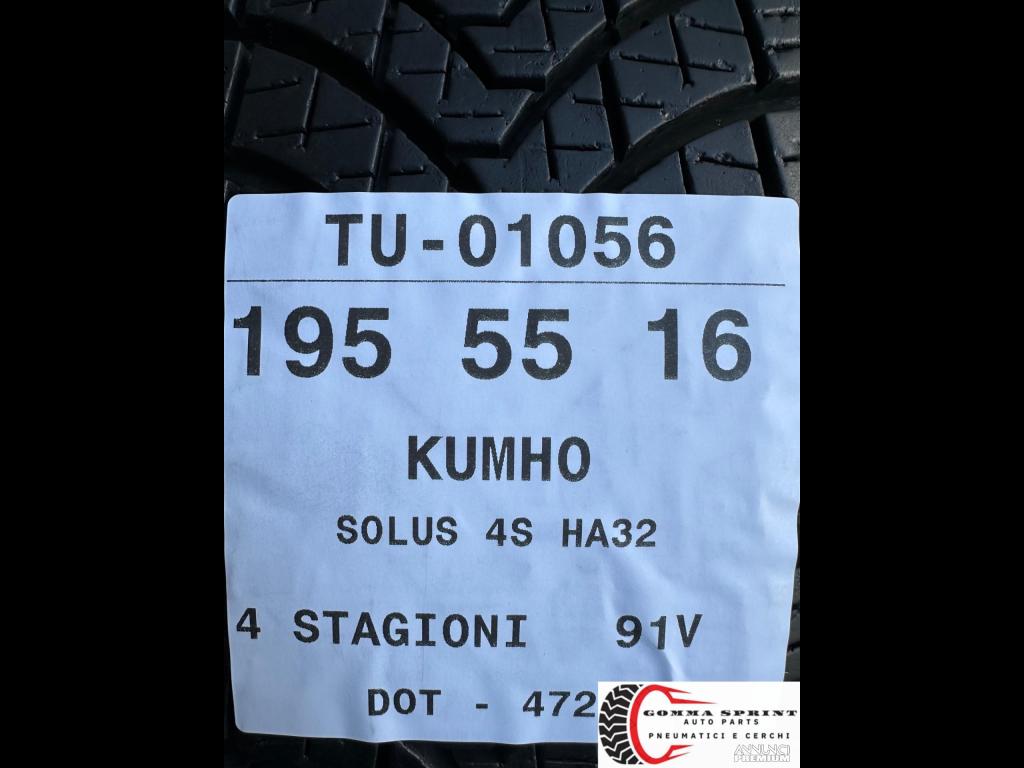 TU-01056
195 55 16
KUMHO
SOLUS 4S HA32
4 STAGIONI 91V
DOT - 472
GOMMA SPRINT
AUTO PARTS
PNEUMATICI E CERCHI
ANNUNCI
PREMIUM